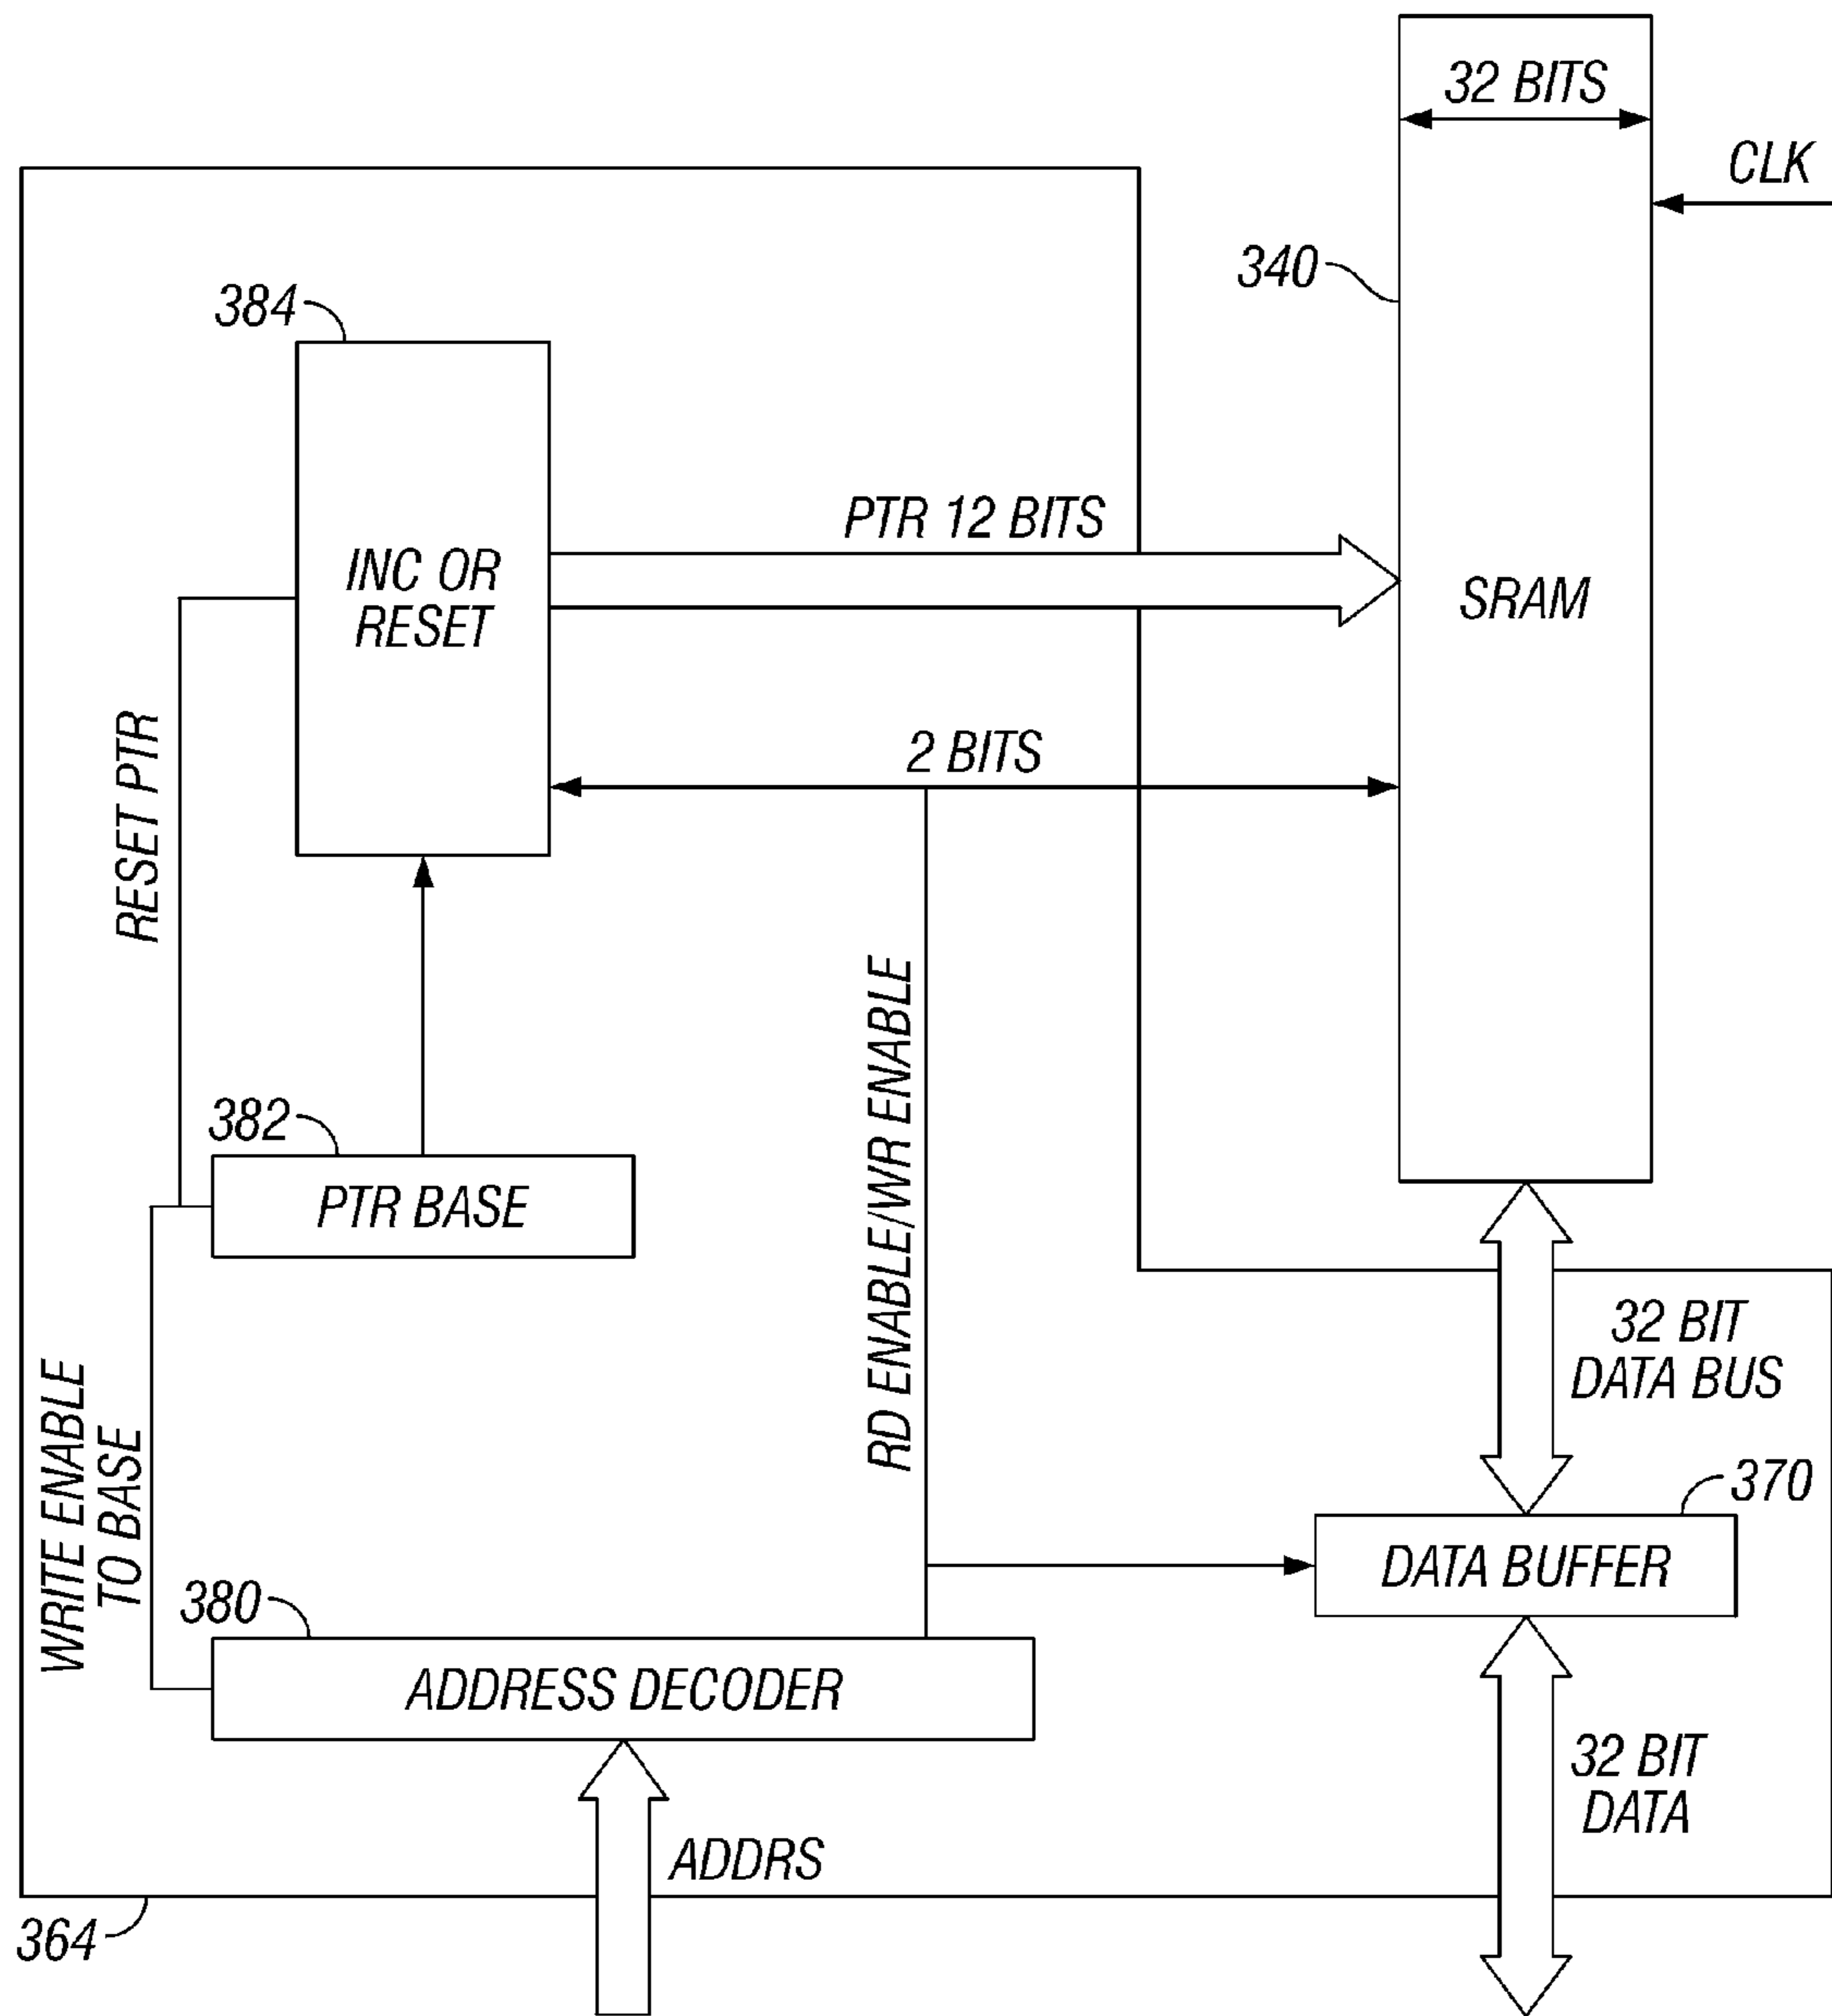 32 BITS
CLK
340
384
PTR 12 BITS
INC OR
RESET
SRAM
2 BITS
RESET PTR
RD ENABLE/WR ENABLE
382
PTR BASE
32 BIT
DATA BUS
WRITE ENABLE
TO BASE
370
DATA BUFFER
380
ADDRESS DECODER
32 BIT
DATA
ADDRS
364